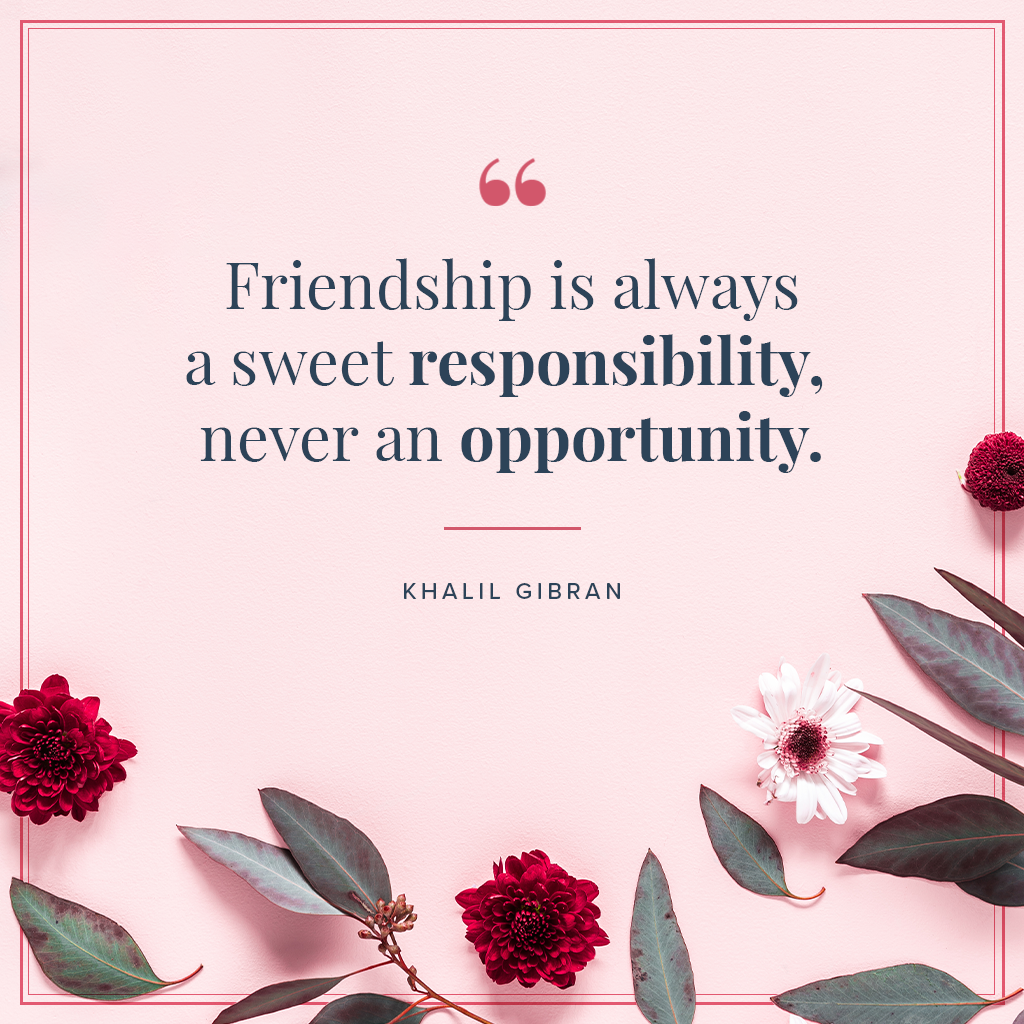 “
Friendship is always
a sweet responsibility,
never an opportunity.
KHALIL GIBRAN